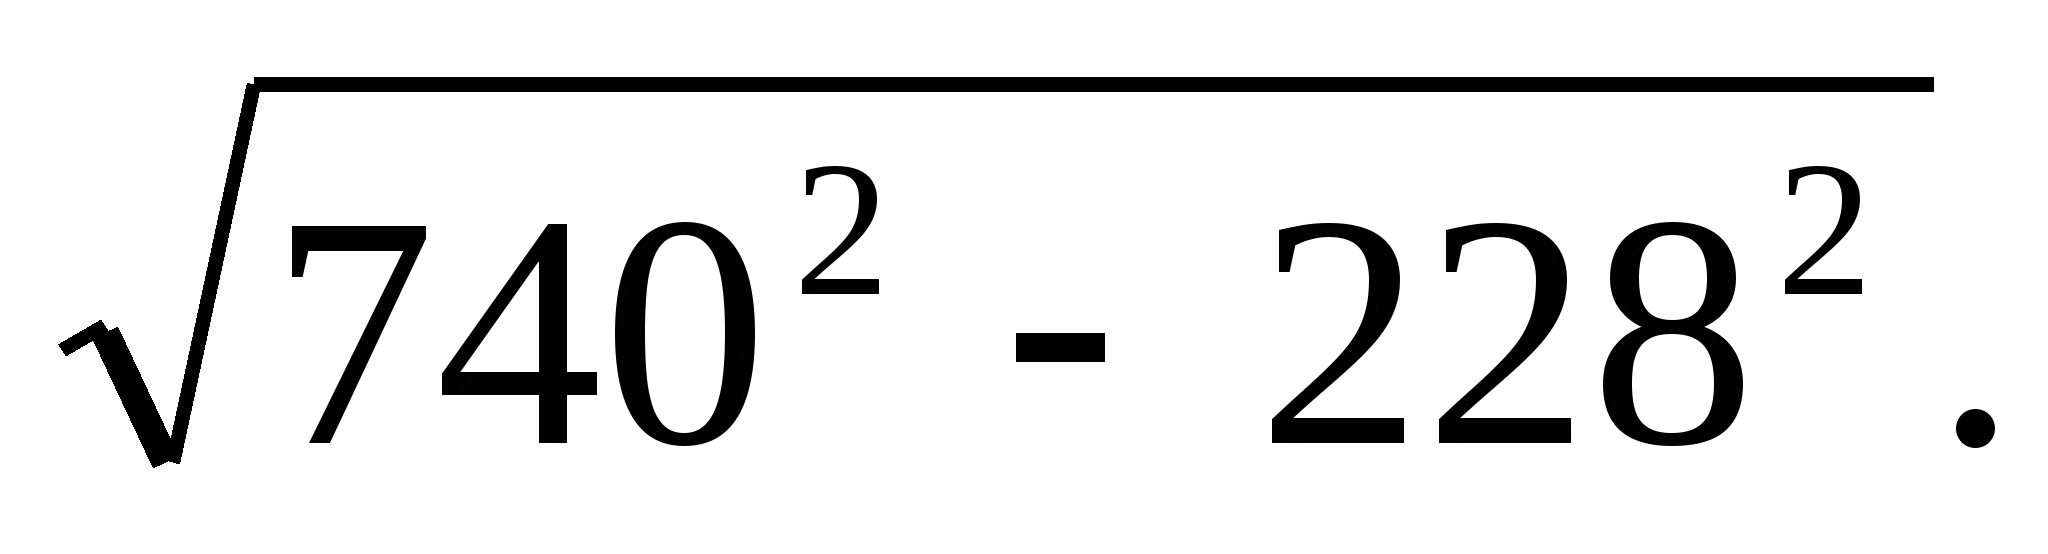 √740² - 228² .